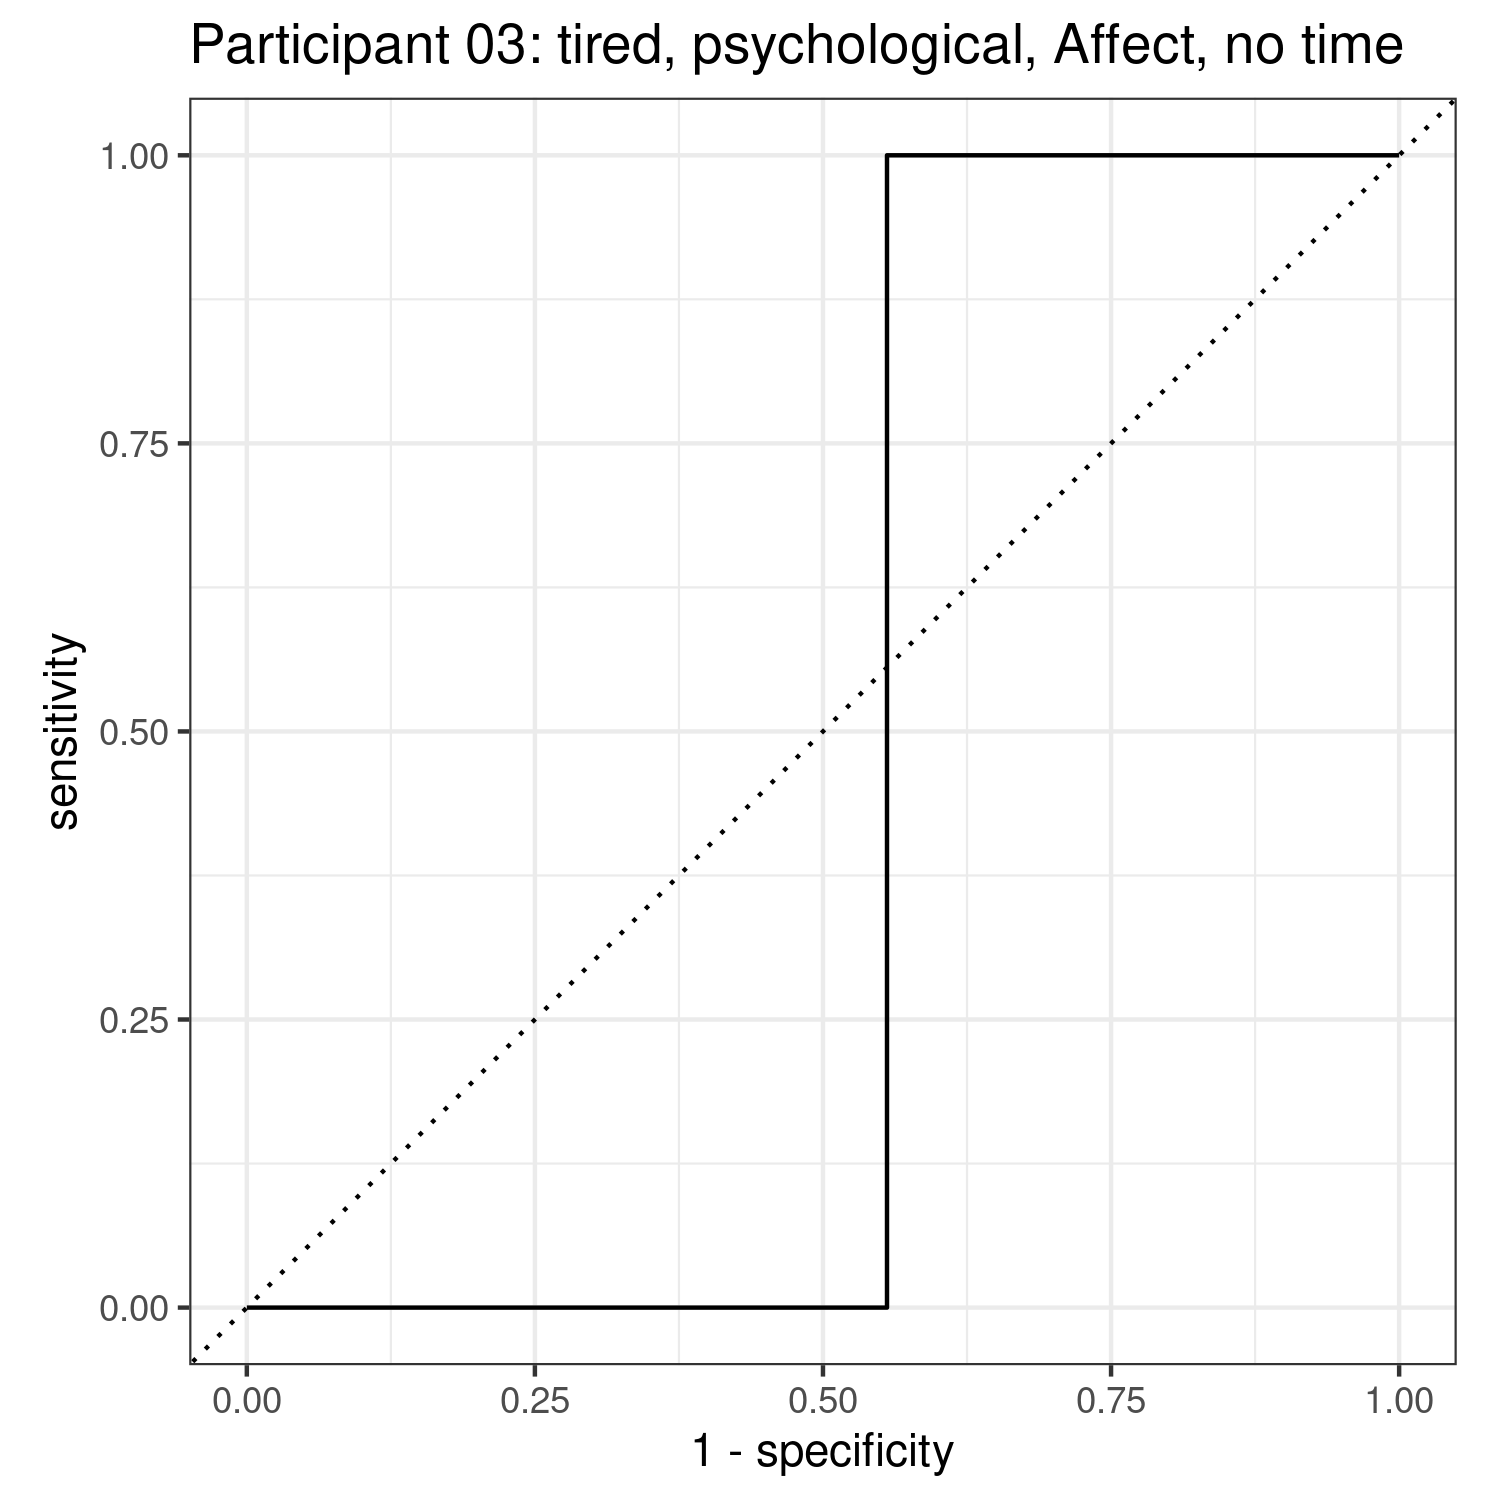 Participant 03: tired, psychological, Affect, no time
sensitivity
1.00
0.75
0.50
0.25
0.00
0.00 0.25 0.50 0.75 1.00
1 - specificity